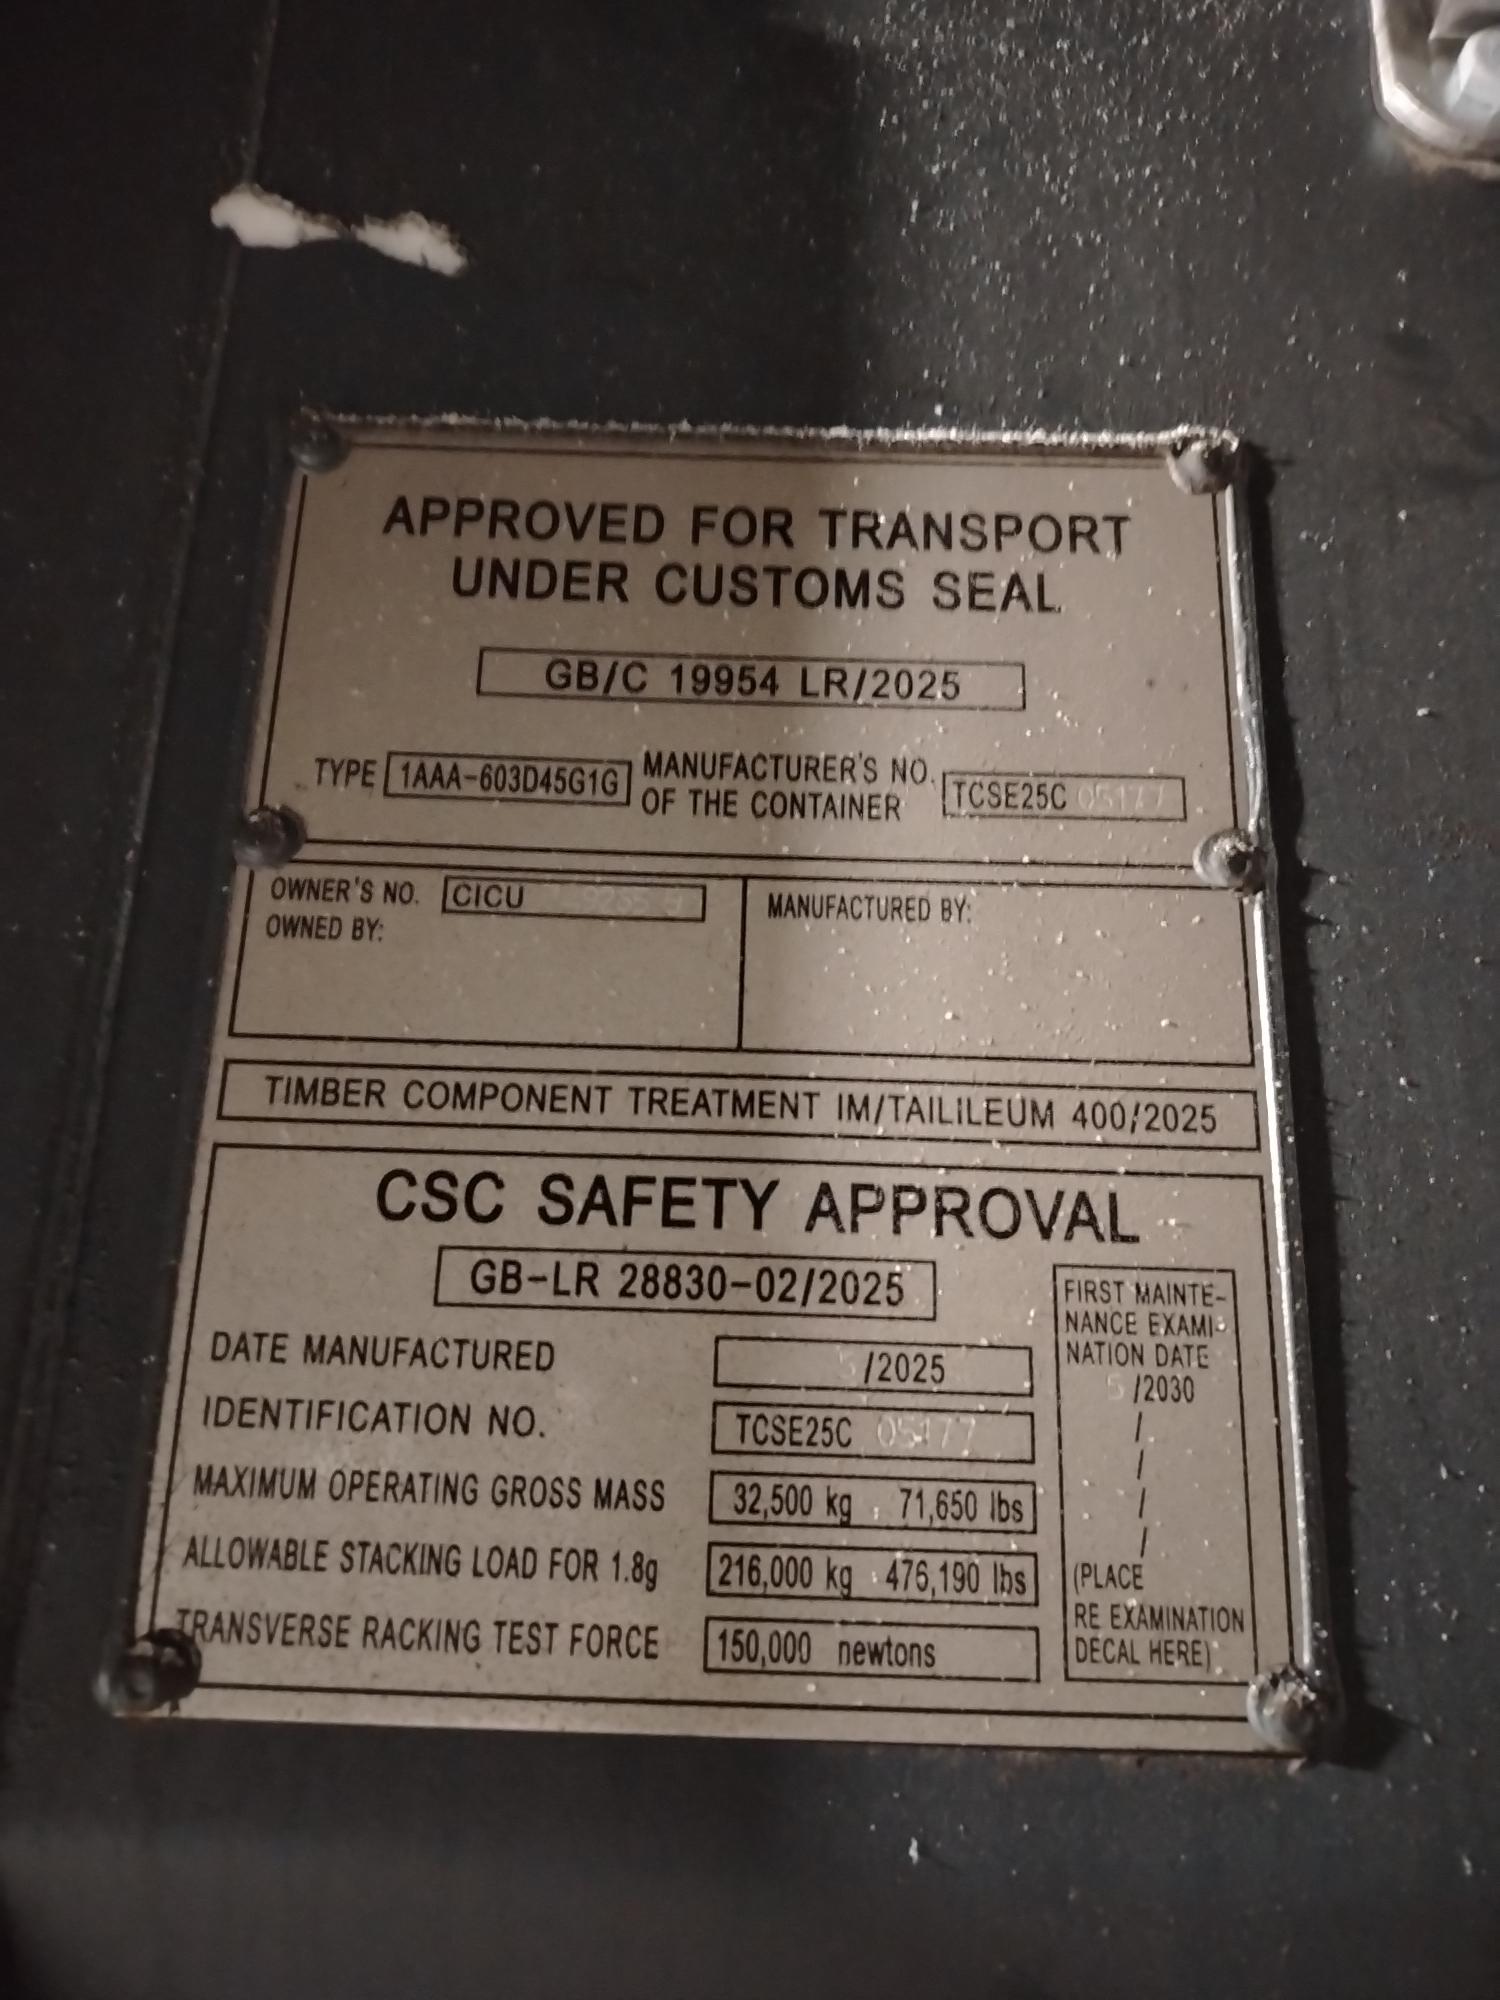 APPROVED FOR TRANSPORT
UNDER CUSTOMS SEAL
GB/C 19954 LR/2025
TYPE 1AAA-603D45G1G MANUFACTURER'S NO. OF THE CONTAINER TCSE25C 05177
OWNER'S NO. CICU
OWNED BY:
MANUFACTURED BY:
TIMBER COMPONENT TREATMENT IM/TAILILEUM 400/2025
CSC SAFETY APPROVAL
GB-LR 28830-02/2025
DATE MANUFACTURED 5/2025
IDENTIFICATION NO. TCSE25C 05177
MAXIMUM OPERATING GROSS MASS 32,500 kg 71,650 lbs
ALLOWABLE STACKING LOAD FOR 1.8g 216,000 kg 476,190 lbs
TRANSVERSE RACKING TEST FORCE 150,000 newtons
FIRST MAINTE-
NANCE EXAMI-
NATION DATE
5/2030
/
/
/
/
(PLACE
RE EXAMINATION
DECAL HERE)